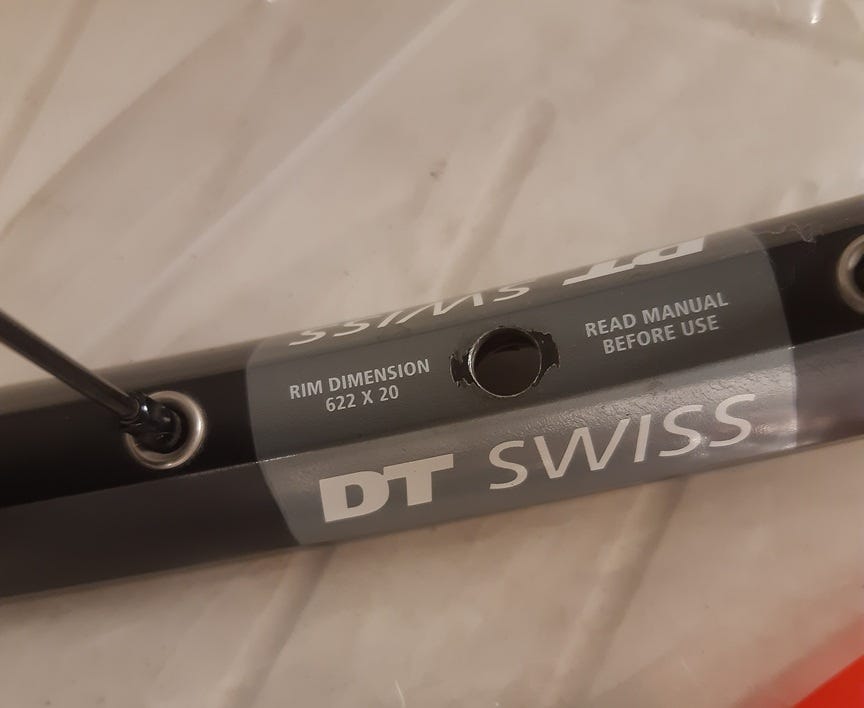 DT SWISS
RIM DIMENSION
622 X 20
READ MANUAL
BEFORE USE
DT SWISS